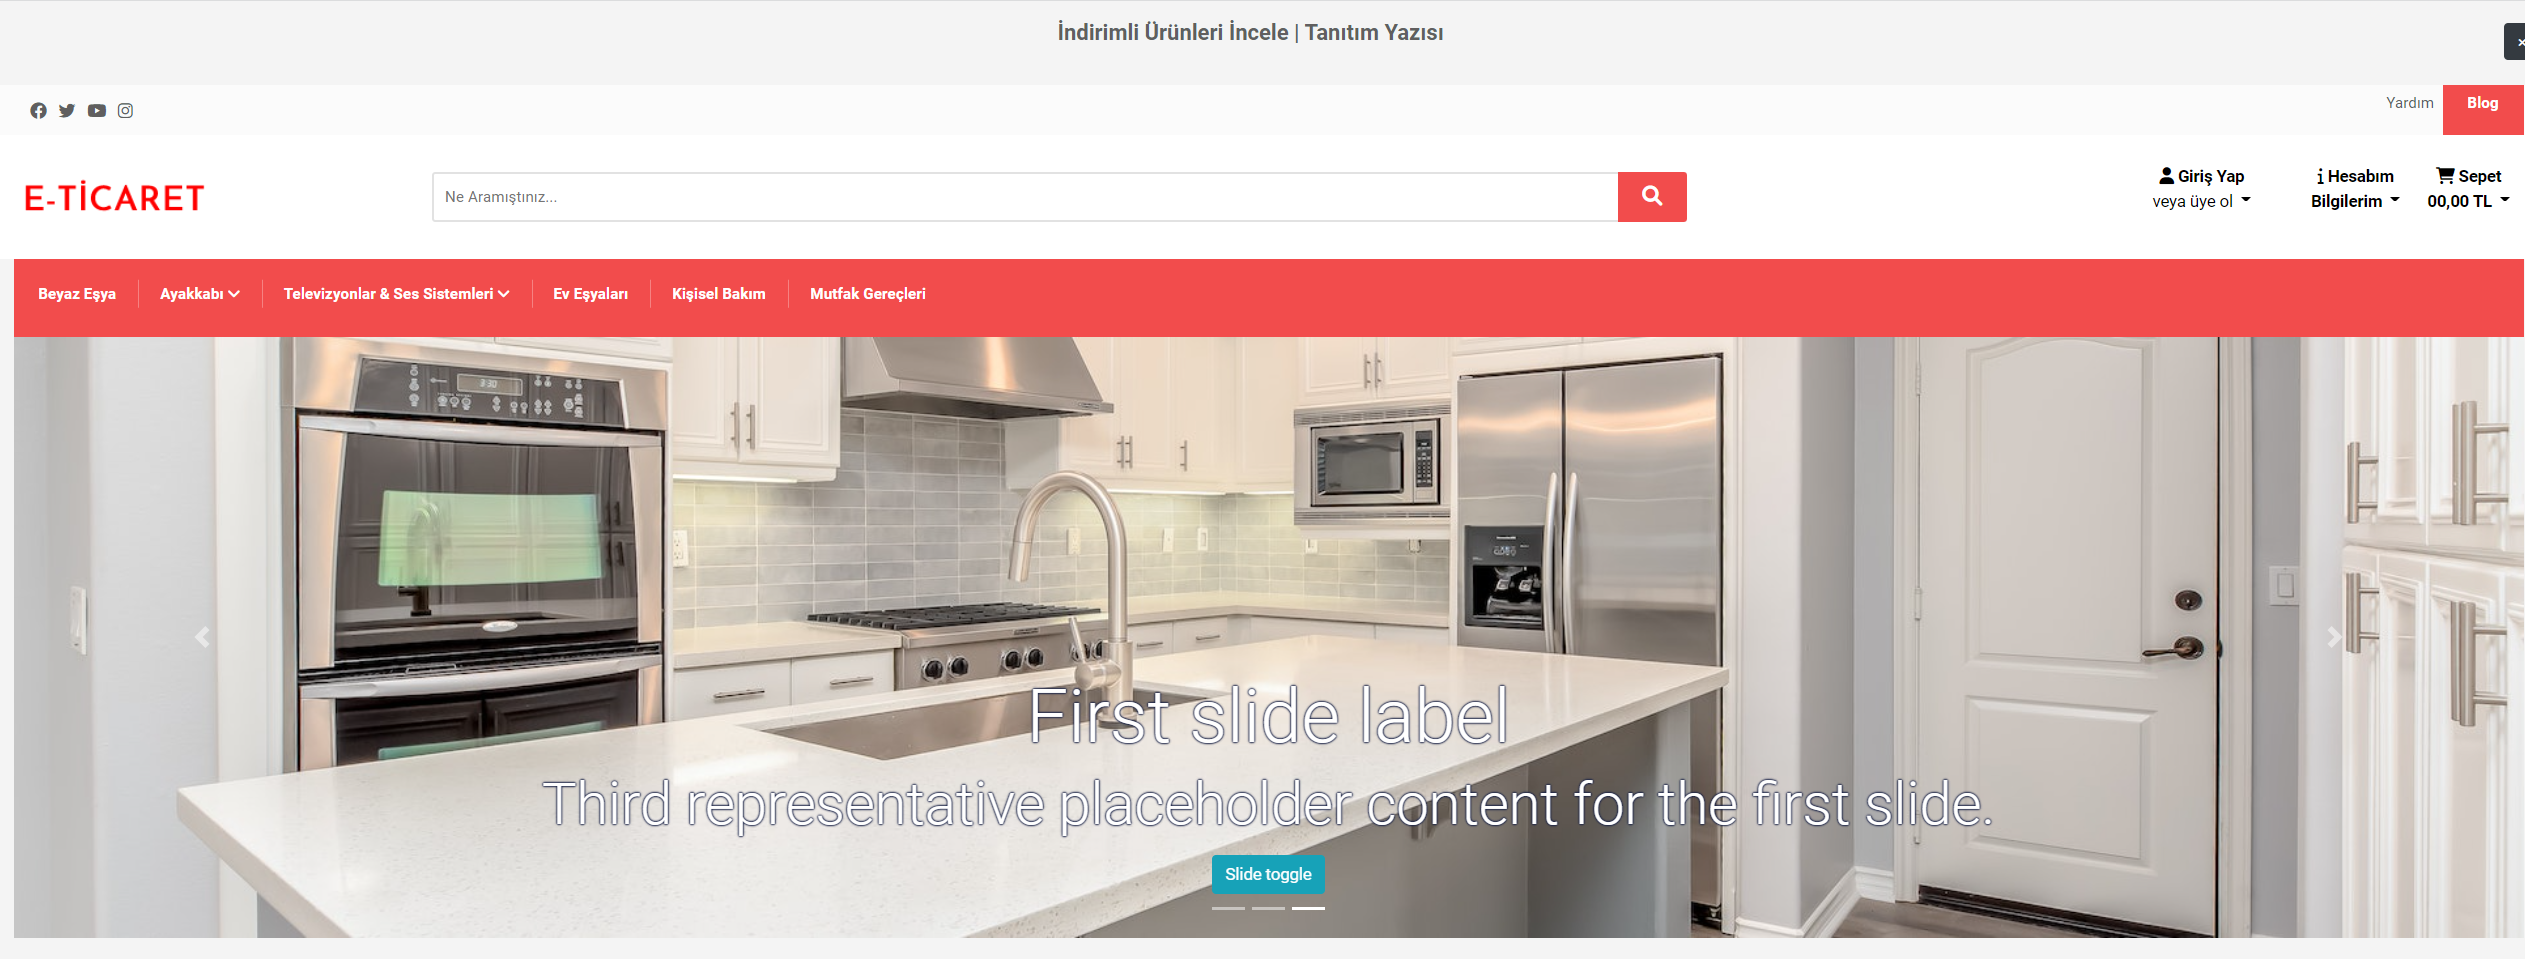 İndirimli Ürünleri İncele | Tanıtım Yazısı
×
Yardım
Blog
E-TİCARET
Ne Aramıştınız...
Giriş Yap
veya üye ol
Hesabım
Bilgilerim
Sepet
00,00 TL
Beyaz Eşya
Ayakkabı
Televizyonlar & Ses Sistemleri
Ev Eşyaları
Kişisel Bakım
Mutfak Gereçleri
3:30
First slide label
Third representative placeholder content for the first slide.
Slide toggle